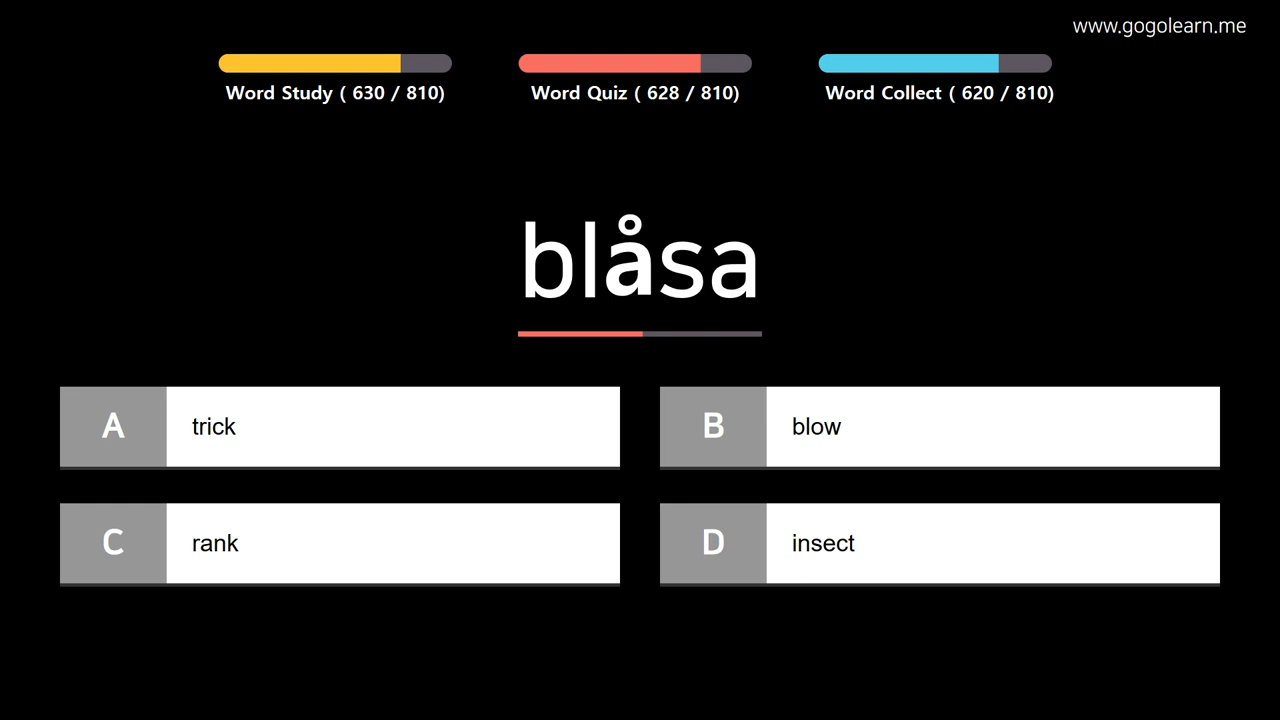 www.gogolearn.me
Word Study ( 630 / 810)
Word Quiz ( 628 / 810)
Word Collect ( 620 / 810)
blåsa
A trick
B blow
C rank
D insect